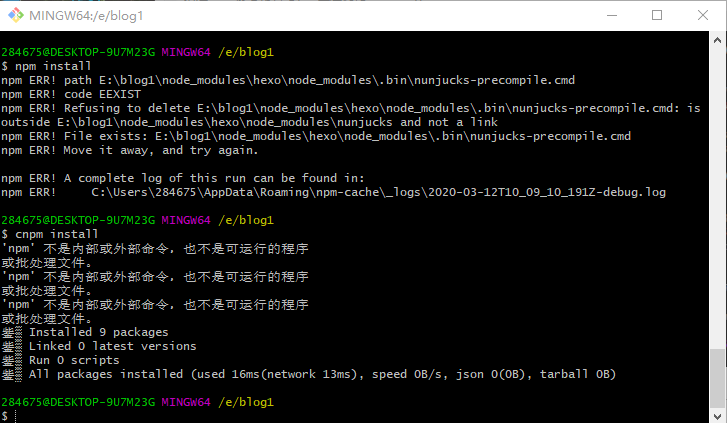 MINGW64:/e/blog1
284675@DESKTOP-9U7M23G MINGW64 /e/blog1
$ npm install
npm ERR! path E:\blog1\node_modules\hexo\node_modules\.bin\nunjucks-precompile.cmd
npm ERR! code EEXIST
npm ERR! Refusing to delete E:\blog1\node_modules\hexo\node_modules\.bin\nunjucks-precompile.cmd: is
outside E:\blog1\node_modules\hexo\node_modules\nunjucks and not a link
npm ERR! File exists: E:\blog1\node_modules\hexo\node_modules\.bin\nunjucks-precompile.cmd
npm ERR! Move it away, and try again.
npm ERR! A complete log of this run can be found in:
npm ERR!     C:\Users\284675\AppData\Roaming\npm-cache\_logs\2020-03-12T10_09_10_191Z-debug.log
284675@DESKTOP-9U7M23G MINGW64 /e/blog1
$ cnpm install
'npm' 不是内部或外部命令，也不是可运行的程序
或批处理文件。
'npm' 不是内部或外部命令，也不是可运行的程序
或批处理文件。
'npm' 不是内部或外部命令，也不是可运行的程序
或批处理文件。
Installed 9 packages
Linked 0 latest versions
Run 0 scripts
All packages installed (used 16ms(network 13ms), speed 0B/s, json 0(0B), tarball 0B)
284675@DESKTOP-9U7M23G MINGW64 /e/blog1
$